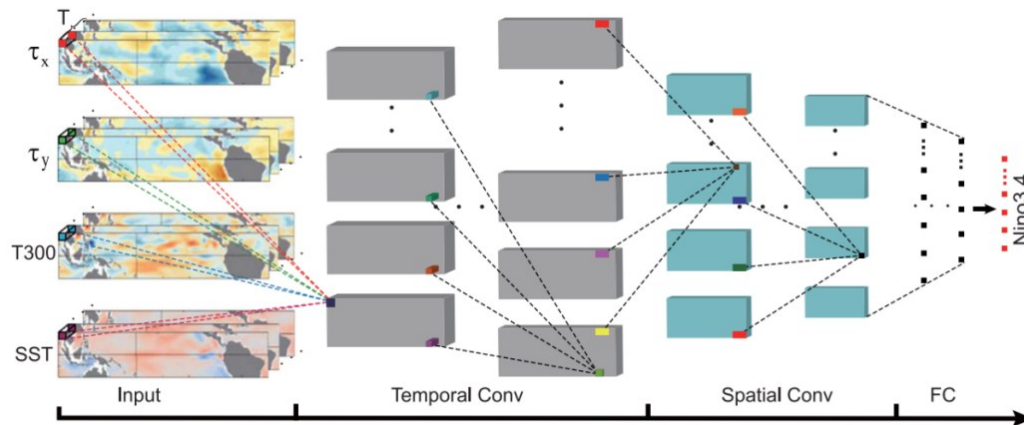 T
τx
τy
T300
SST
Nino3.4
Input
Temporal Conv
Spatial Conv
FC